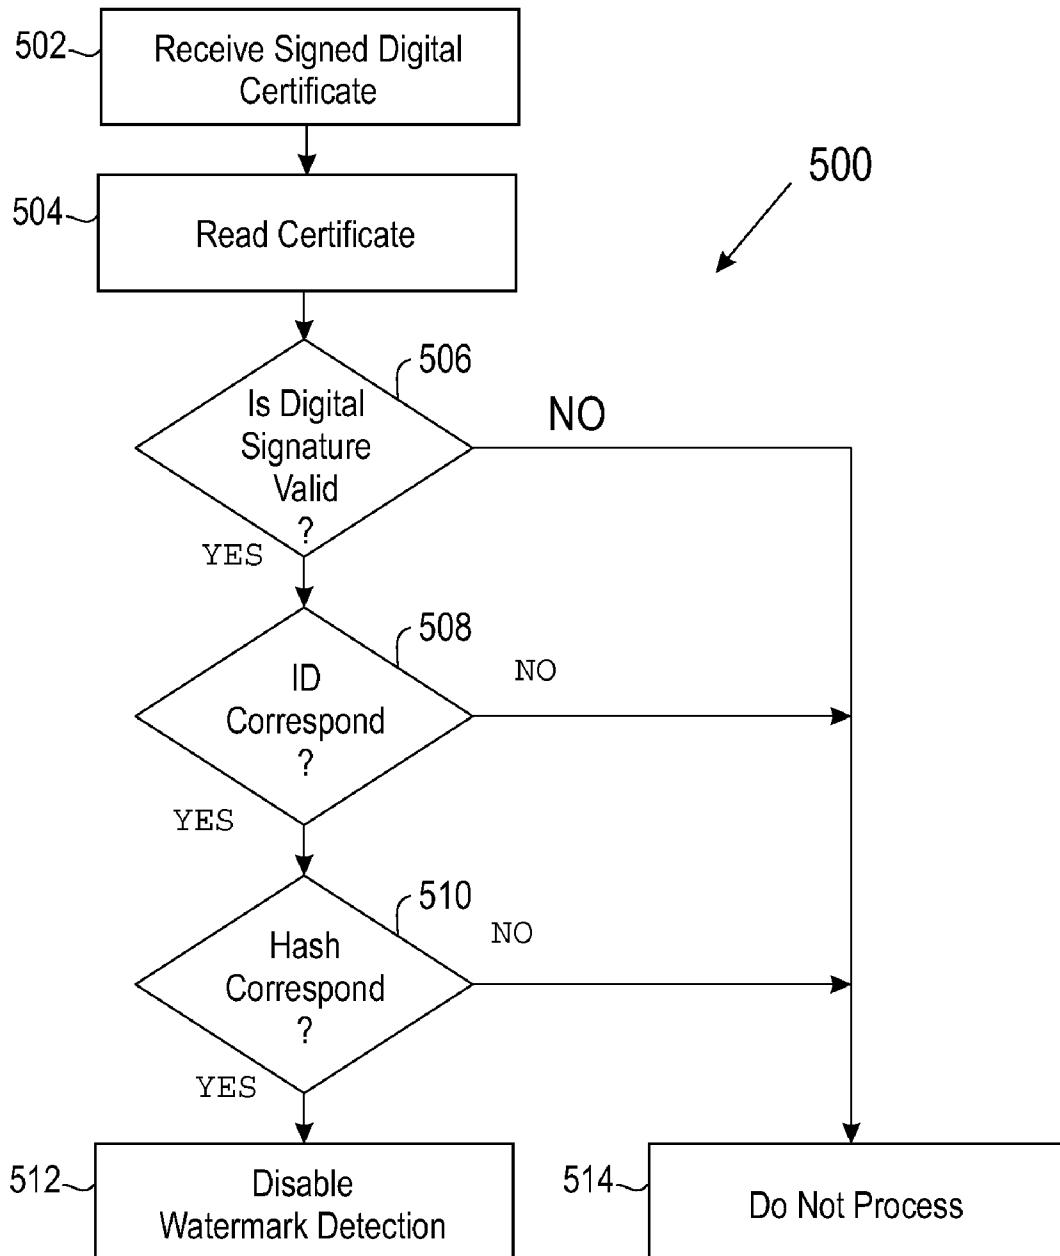 502
Receive Signed Digital
Certificate
500
504
Read Certificate
506
Is Digital
Signature
Valid
?
NO
YES
508
ID
Correspond
?
NO
YES
510
Hash
Correspond
?
NO
YES
512
Disable
Watermark Detection
514
Do Not Process